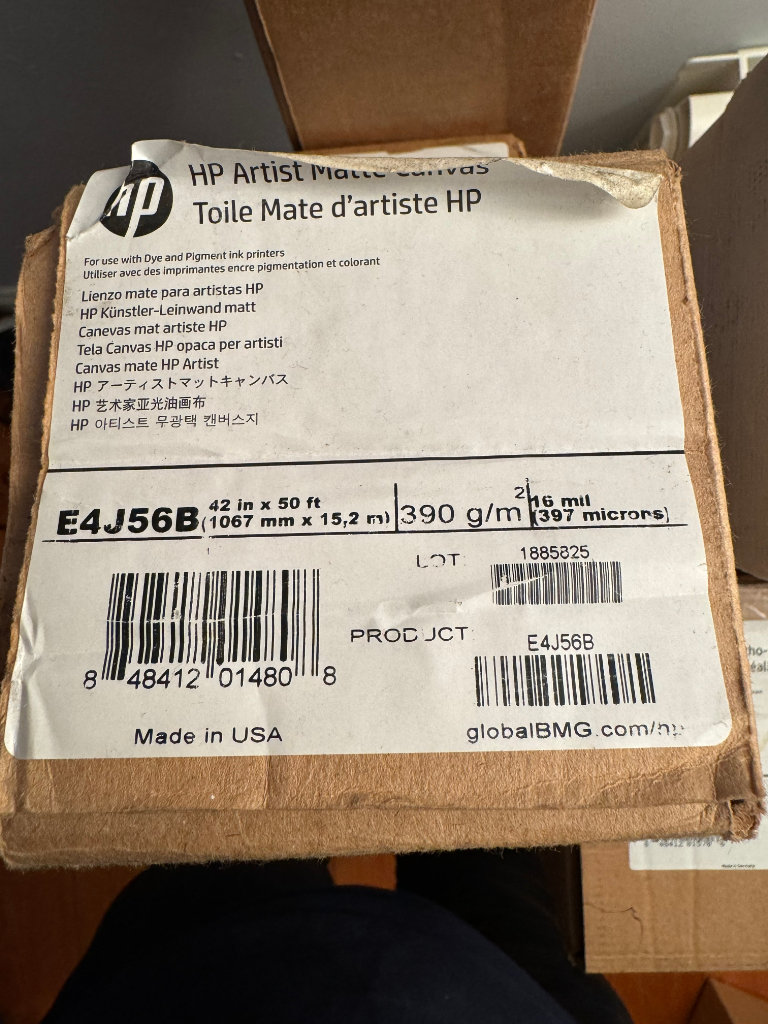 hp
HP Artist Matte Canvas
Toile Mate d'artiste HP
For use with Dye and Pigment ink printers
Utiliser avec des imprimantes encre pigmentation et colorant
Lienzo mate para artistas HP
HP Künstler-Leinwand matt
Canevas mat artiste HP
Tela Canvas HP opaca per artisti
Canvas mate HP Artist
HP アーティストマットキャンバス
HP 艺术家亚光油画布
HP 아티스트 무광택 캔버스지
E4J56B 42 in x 50 ft (1067 mm x 15,2 m) 390 g/m² 16 mil (397 microns)
LOT: 1885825
PRODUCT: E4J56B
8 48412 01480 8
Made in USA
globalBMG.com/hp